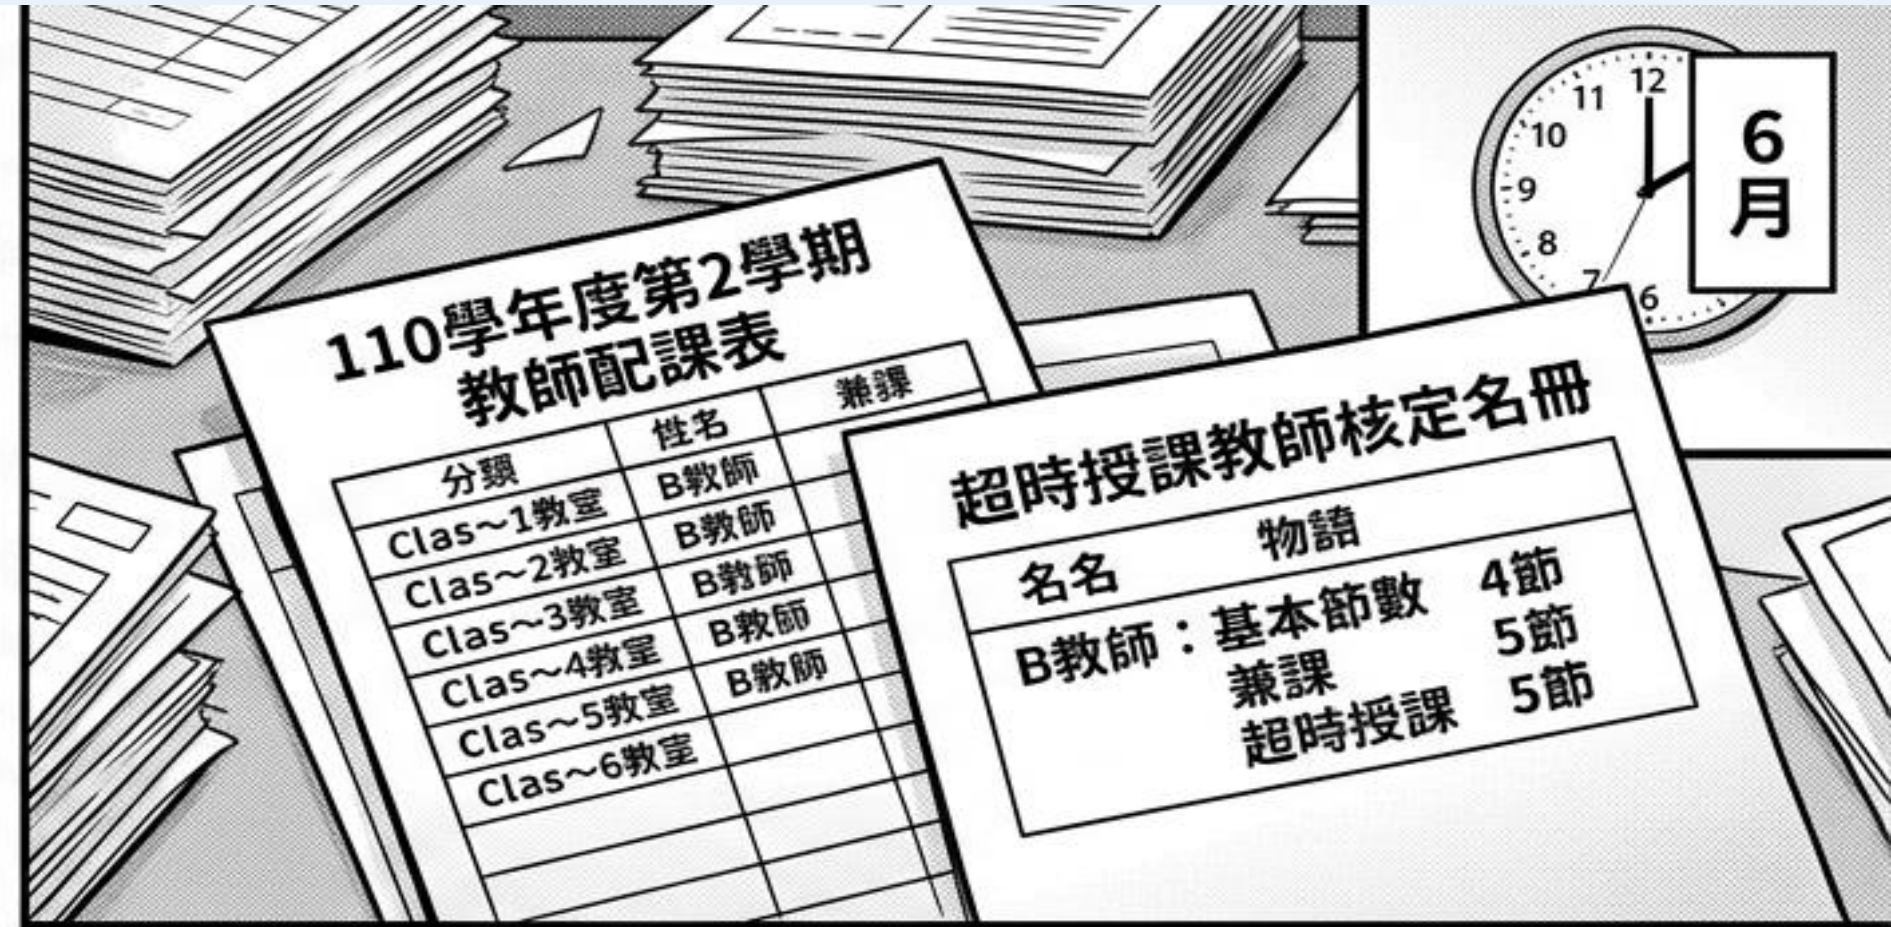 110學年度第2學期
教師配課表
分類 姓名 兼課
Clas～1教室 B教師
Clas～2教室 B教師
Clas～3教室 B教師
Clas～4教室 B教師
Clas～5教室 B教師
Clas～6教室
12
11
10
9
8
7
6
6月
超時授課教師核定名冊
名名 物語
B教師：基本節數 4節
兼課 5節
超時授課 5節